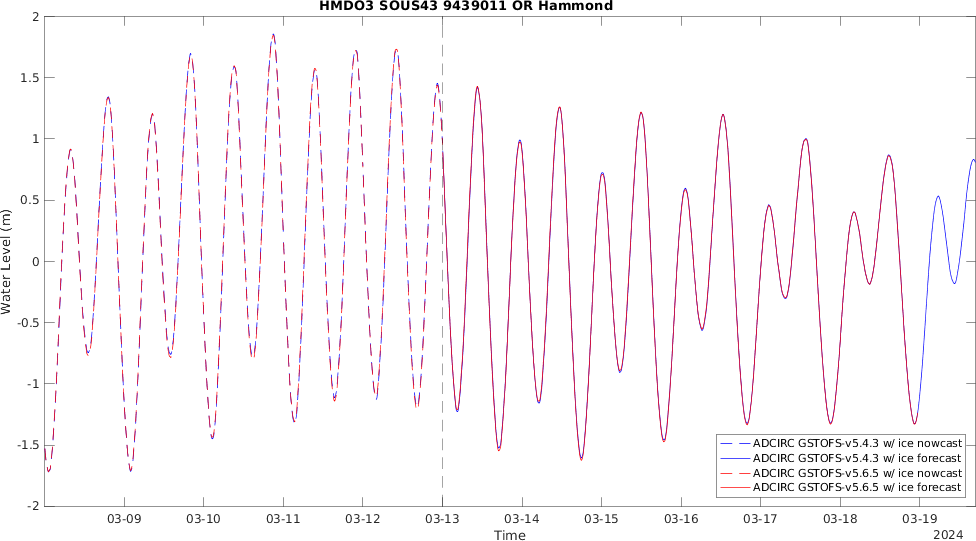 HMDO3 SOUS43 9439011 OR Hammond
2
1.5
1
0.5
0
-0.5
-1
-1.5
-2
Water Level (m)
03-09 03-10 03-11 03-12 03-13 03-14 03-15 03-16 03-17 03-18 03-19
Time
2024
ADCIRC GSTOFS-v5.4.3 w/ ice nowcast
ADCIRC GSTOFS-v5.4.3 w/ ice forecast
ADCIRC GSTOFS-v5.6.5 w/ ice nowcast
ADCIRC GSTOFS-v5.6.5 w/ ice forecast